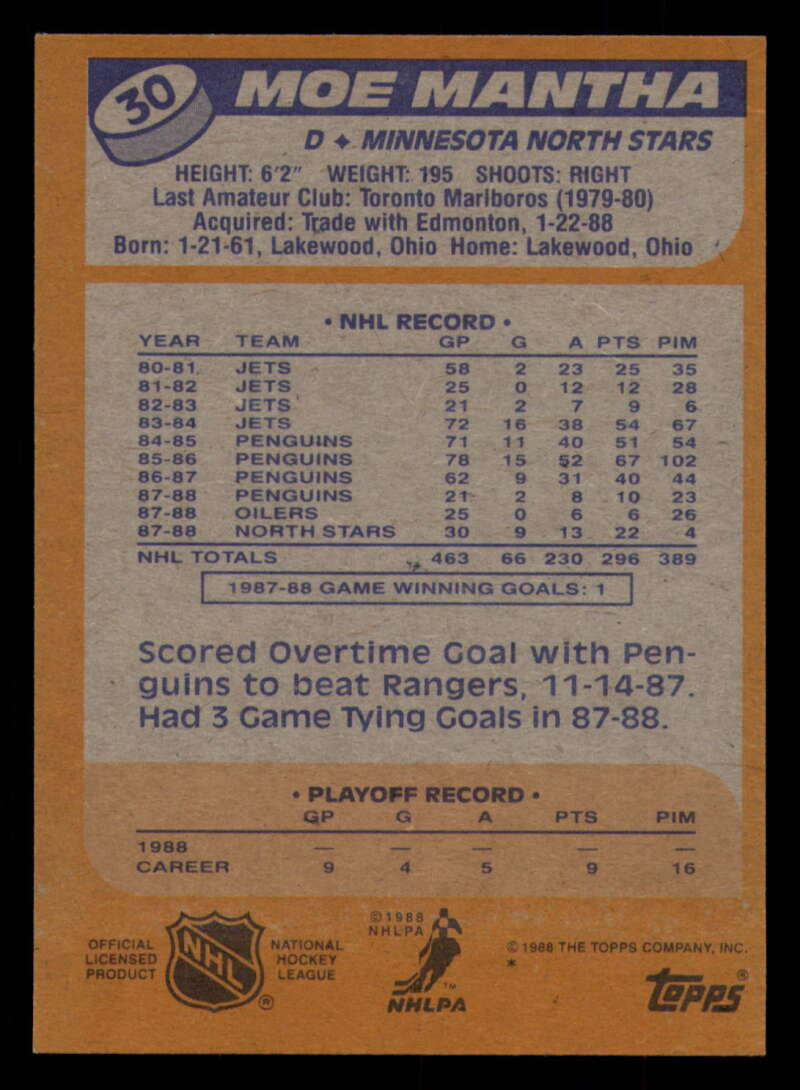 30
MOE MANTHA
D ✦ MINNESOTA NORTH STARS
HEIGHT: 6'2" WEIGHT: 195 SHOOTS: RIGHT
Last Amateur Club: Toronto Marlboros (1979-80)
Acquired: Trade with Edmonton, 1-22-88
Born: 1-21-61, Lakewood, Ohio Home: Lakewood, Ohio
• NHL RECORD •
YEAR TEAM GP G A PTS PIM
80-81 JETS 58 2 23 25 35
81-82 JETS 25 0 12 12 28
82-83 JETS 21 2 7 9 6
83-84 JETS 72 16 38 54 67
84-85 PENGUINS 71 11 40 51 54
85-86 PENGUINS 78 15 52 67 102
86-87 PENGUINS 62 9 31 40 44
87-88 PENGUINS 21 2 8 10 23
87-88 OILERS 25 0 6 6 26
87-88 NORTH STARS 30 9 13 22 4
NHL TOTALS 463 66 230 296 389
1987-88 GAME WINNING GOALS: 1
Scored Overtime Goal with Pen-
guins to beat Rangers, 11-14-87.
Had 3 Game Tying Goals in 87-88.
• PLAYOFF RECORD •
GP G A PTS PIM
1988 — — — — —
CAREER 9 4 5 9 16
OFFICIAL
LICENSED
PRODUCT
NHL
®
NATIONAL
HOCKEY
LEAGUE
©1988
NHLPA
TM
NHLPA
© 1988 THE TOPPS COMPANY, INC.
*
TOPPS®